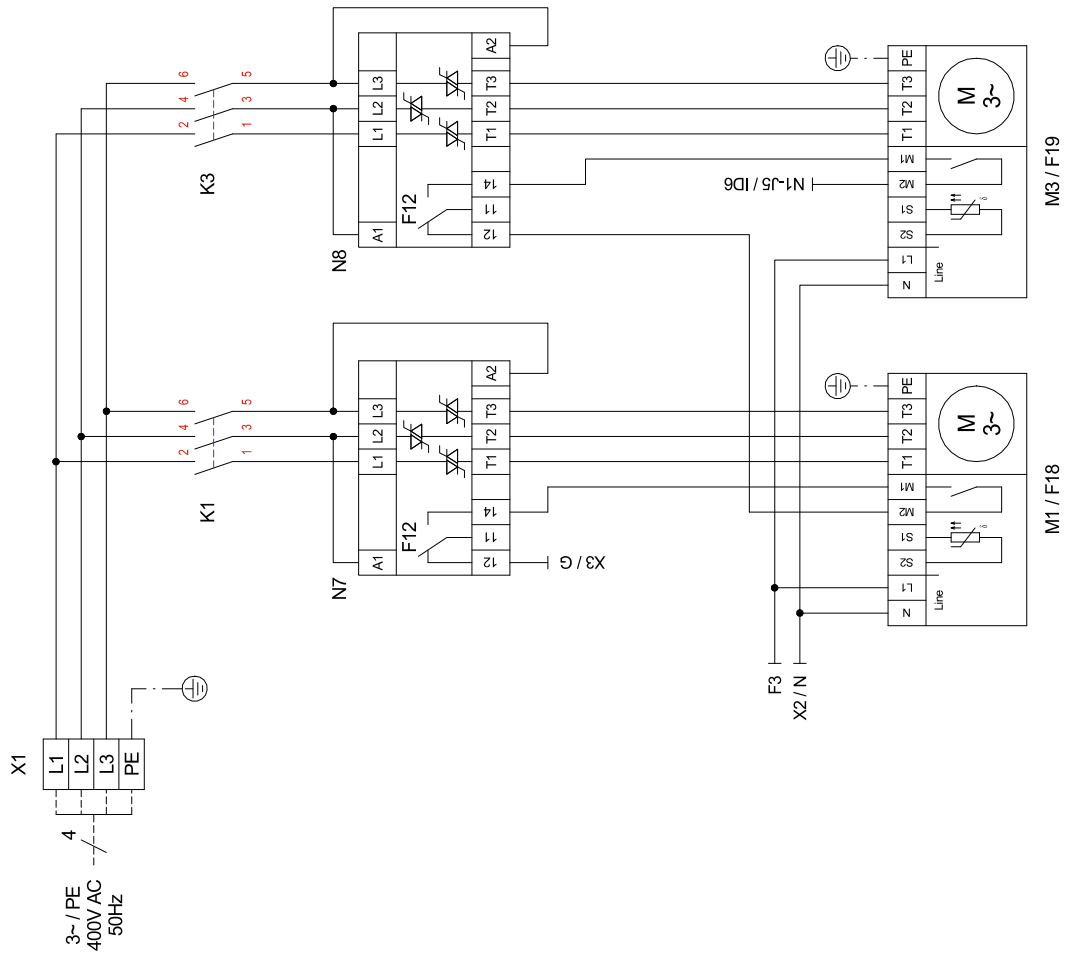 3~ / PE
400V AC
50Hz
4
X1
L1
L2
L3
PE
K1
2 4 6
1 3 5
K3
2 4 6
1 3 5
N7
A1 L1 L2 L3
F12
12 11 14 T1 T2 T3 A2
X3 / G
N8
A1 L1 L2 L3
F12
12 11 14 T1 T2 T3 A2
N1-J5 / ID6
F3
X2 / N
N L1 S2 S1 M2 M1 T1 T2 T3 PE
Line
M
3~
M1 / F18
N L1 S2 S1 M2 M1 T1 T2 T3 PE
Line
M
3~
M3 / F19